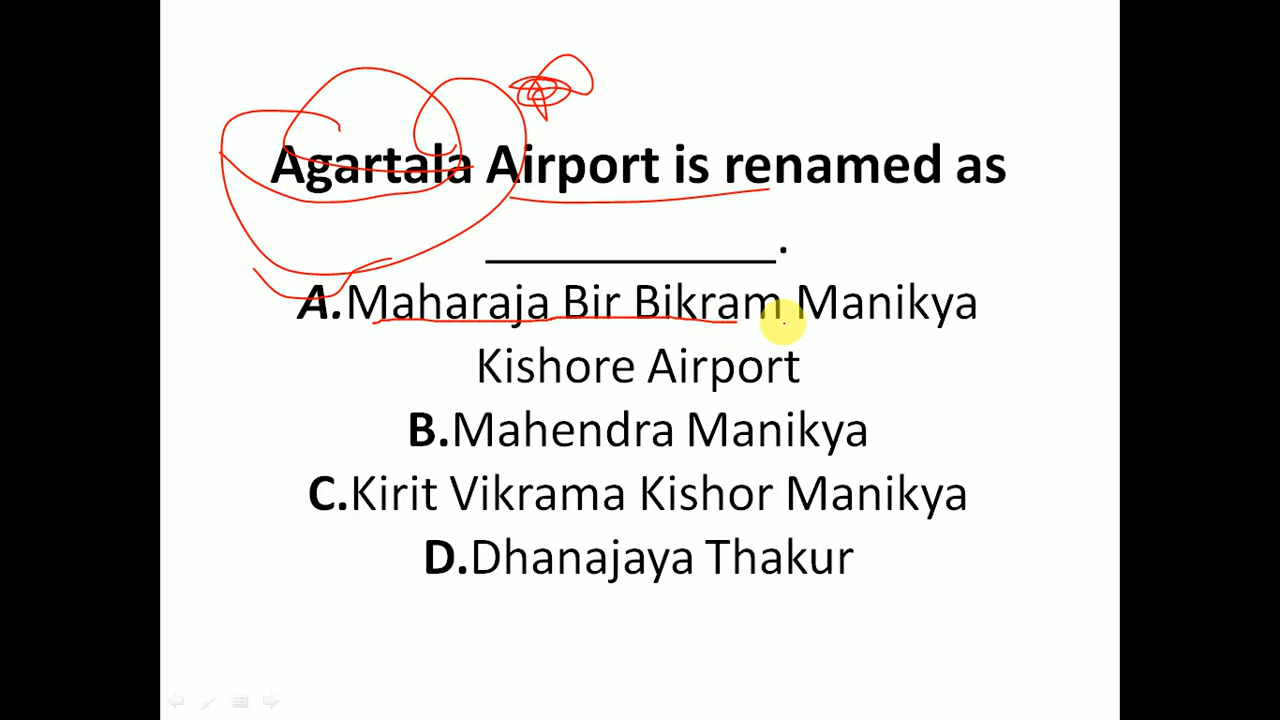 Agartala Airport is renamed as
____________.
A.Maharaja Bir Bikram Manikya
Kishore Airport
B.Mahendra Manikya
C.Kirit Vikrama Kishor Manikya
D.Dhanajaya Thakur